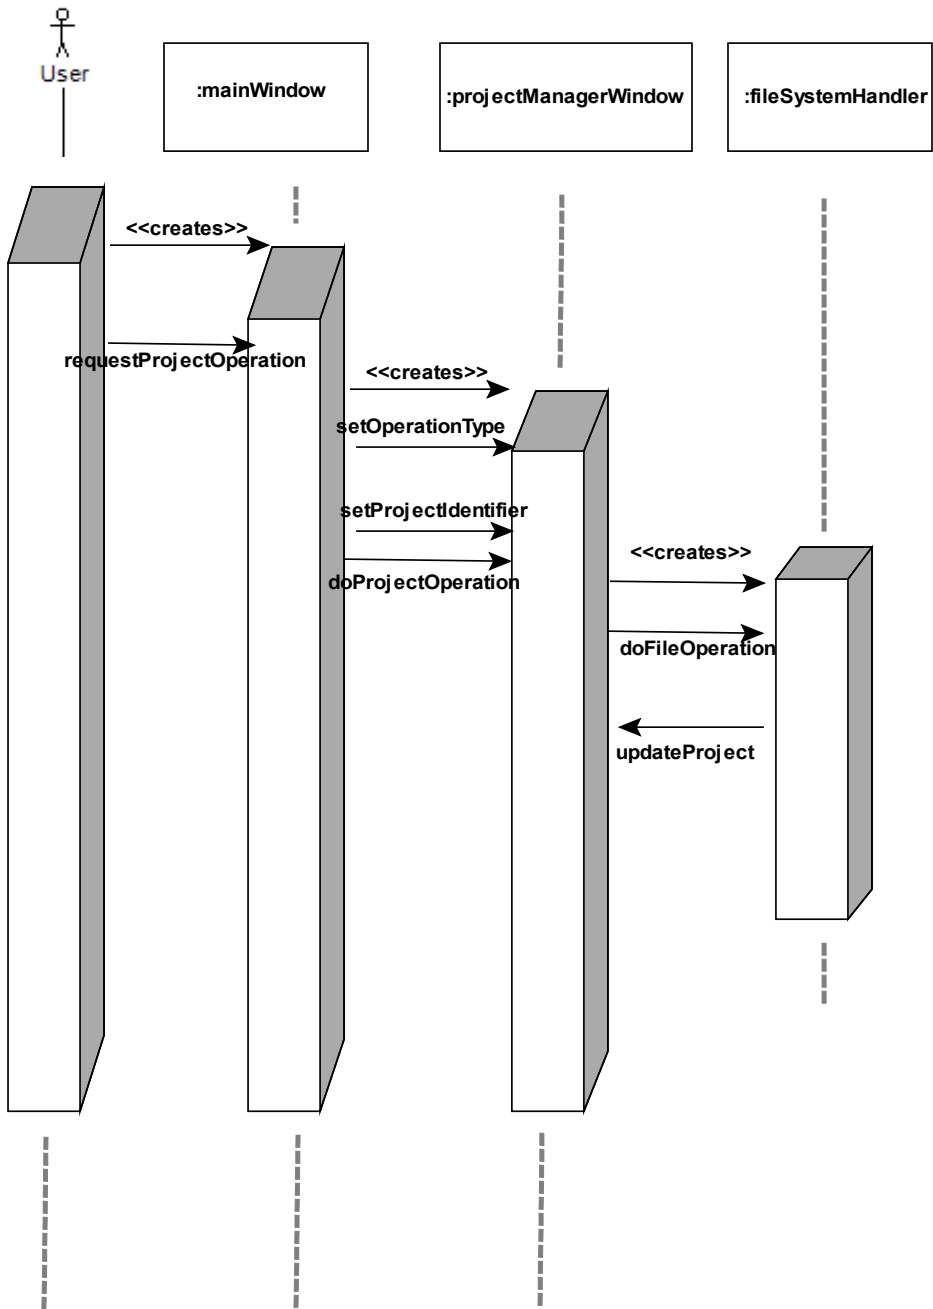 User
:mainWindow
:projectManagerWindow
:fileSystemHandler
<<creates>>
requestProjectOperation
<<creates>>
setOperationType
setProjectIdentifier
<<creates>>
doProjectOperation
doFileOperation
updateProject